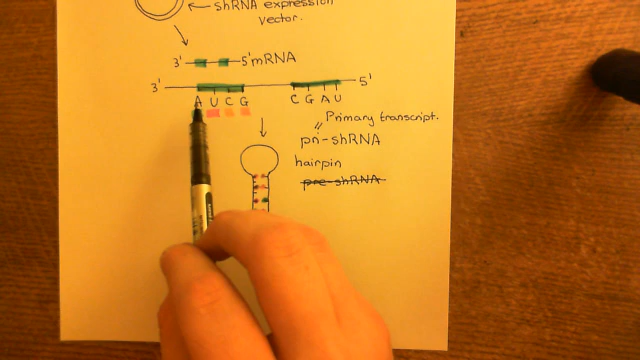 shRNA expression
vector.
3' 5' mRNA
3' 5'
A U C G C G A U
Primary transcript.
pri-shRNA
hairpin
pre-shRNA